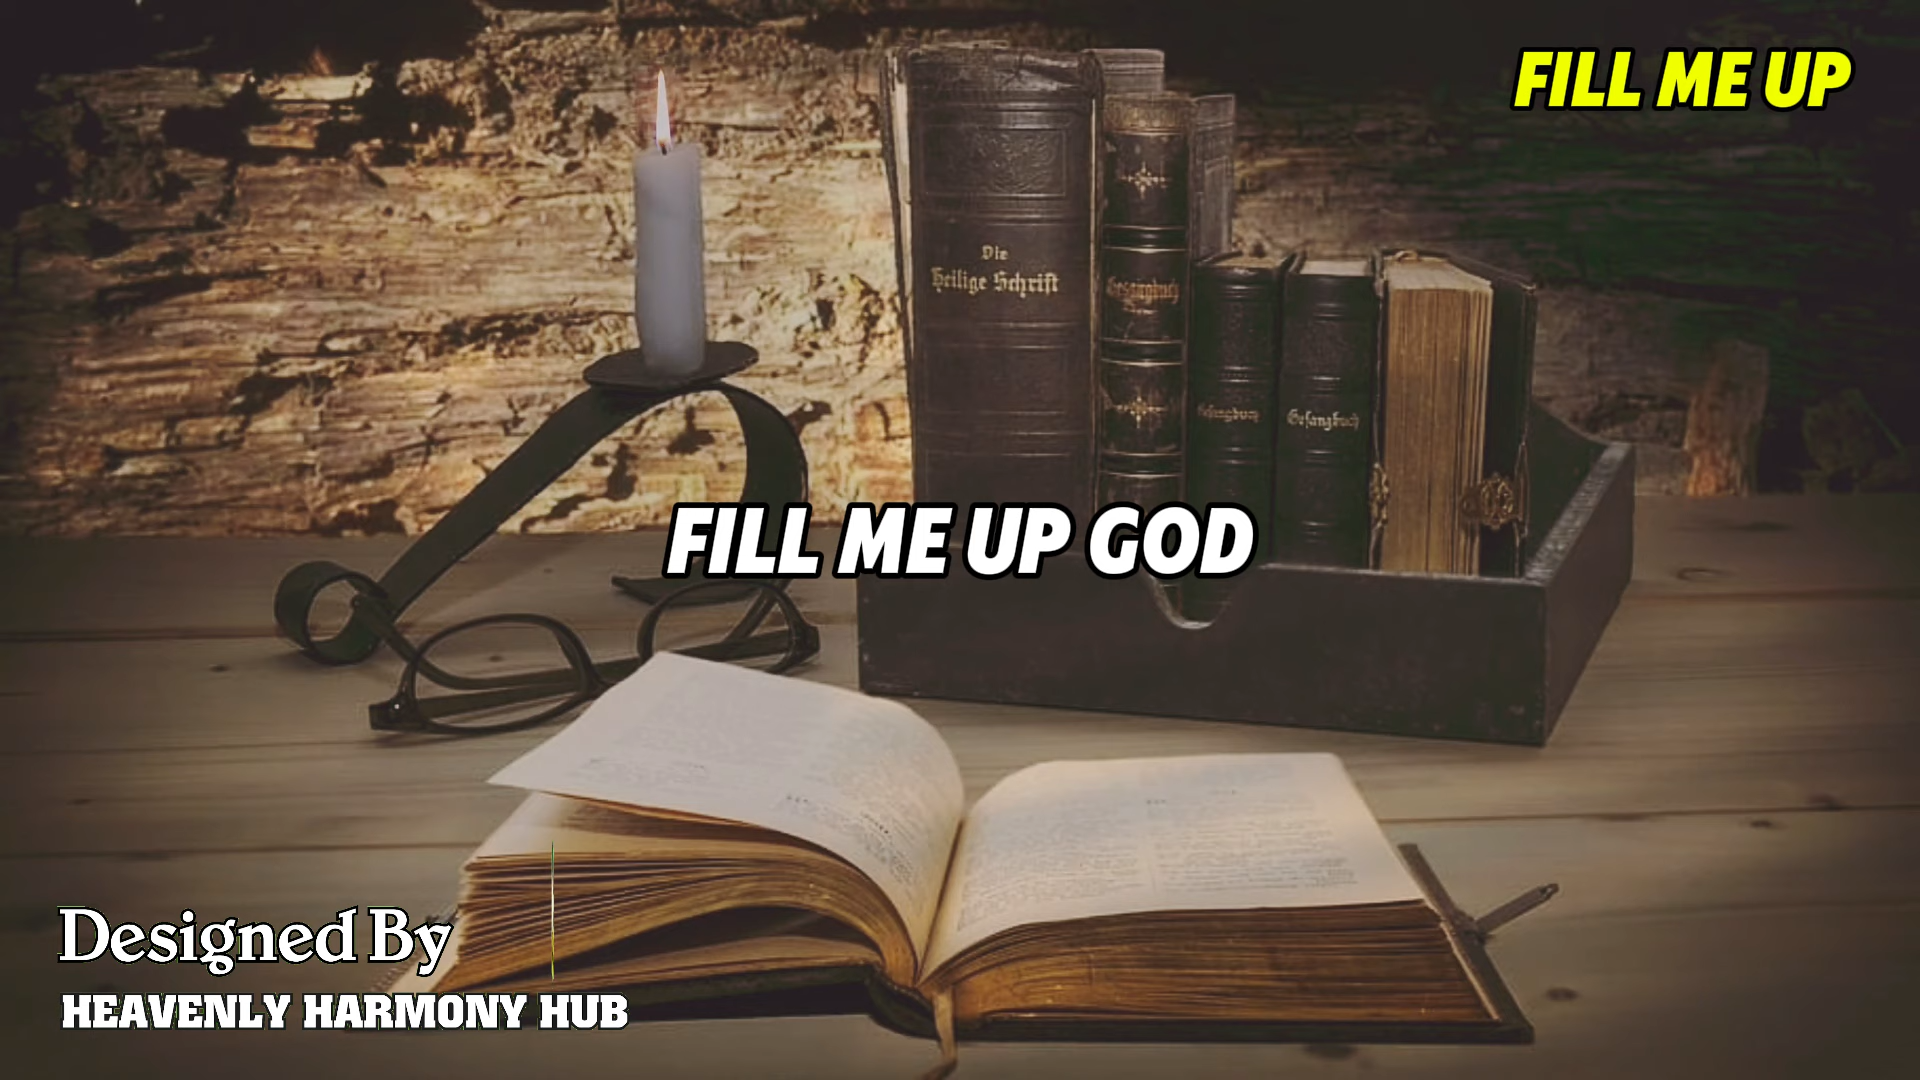 FILL ME UP
Die
Heilige Schrift
Gesangbuch
Gesangbuch
Gesangbuch
FILL ME UP GOD
Designed By
HEAVENLY HARMONY HUB